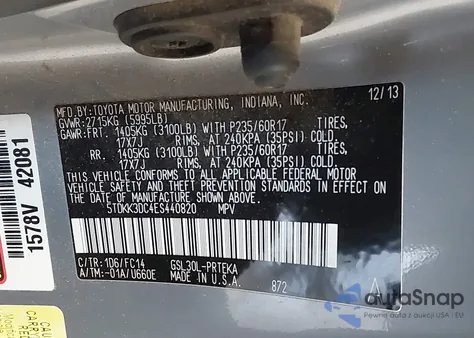 MFD.BY:TOYOTA MOTOR MANUFACTURING, INDIANA, INC. 12/13
GVWR:2715KG (5995LB)
GAWR:FRT. 1405KG (3100LB) WITH P235/60R17 TIRES,
17X7J RIMS, AT 240KPA (35PSI) COLD.
RR. 1405KG (3100LB) WITH P235/60R17 TIRES,
17X7J RIMS, AT 240KPA (35PSI) COLD.
THIS VEHICLE CONFORMS TO ALL APPLICABLE FEDERAL MOTOR
VEHICLE SAFETY AND THEFT PREVENTION STANDARDS IN
EFFECT ON THE DATE OF MANUFACTURE SHOWN ABOVE.
5TDKK3DC4ES440820 MPV
C/TR:1D6/FC14 GSL30L-PRTEKA
A/TM:-01A/U660E MADE IN U.S.A. 872
1578V 42081
autoSnap
Pewne auto z USA i EU